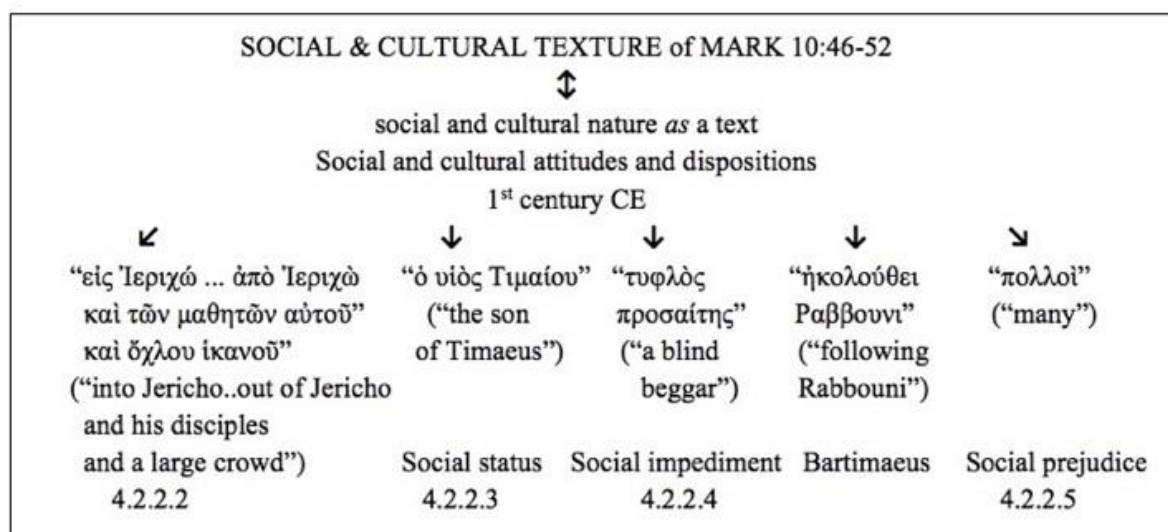 SOCIAL & CULTURAL TEXTURE of MARK 10:46-52
↕
social and cultural nature as a text
Social and cultural attitudes and dispositions
1st century CE
↙ ↓ ↓ ↓ ↘
“εἰς Ἰεριχώ ... ἀπὸ Ἰεριχὼ
καὶ τῶν μαθητῶν αὐτοῦ”
καὶ ὄχλου ἱκανοῦ”
(“into Jericho..out of Jericho
and his disciples
and a large crowd”)
4.2.2.2
“ὁ υἱὸς Τιμαίου”
(“the son
of Timaeus”)
Social status
4.2.2.3
“τυφλὸς
προσαίτης”
(“a blind
beggar”)
Social impediment
4.2.2.4
“ἠκολούθει
Ραββουνι”
(“following
Rabbouni”)
Bartimaeus
“πολλοὶ”
(“many”)
Social prejudice
4.2.2.5